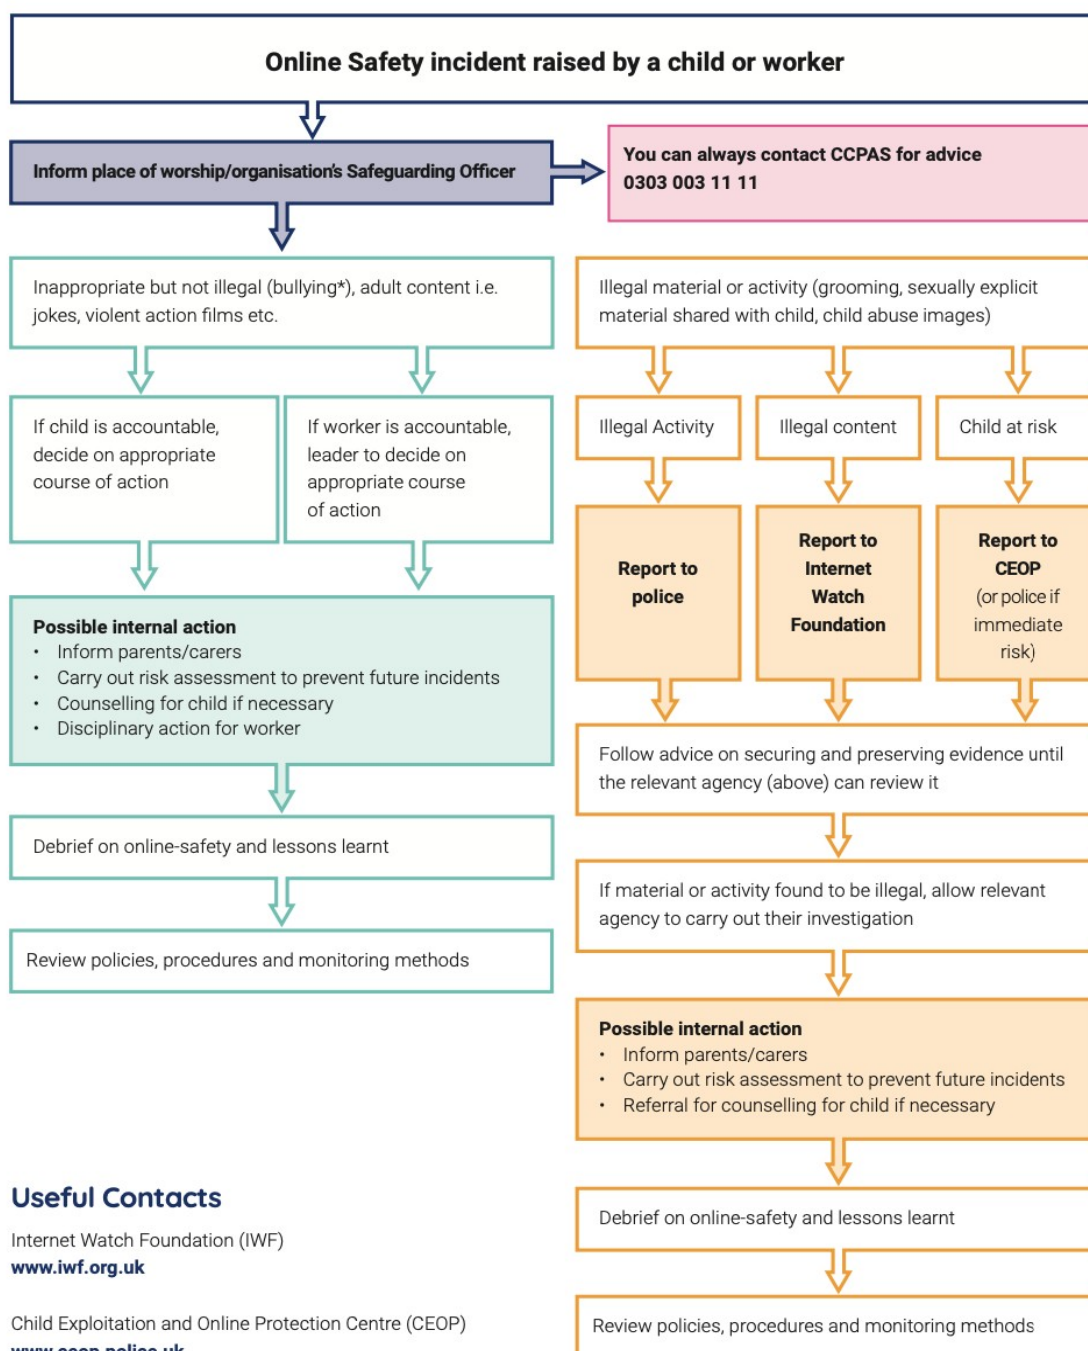 Online Safety incident raised by a child or worker
Inform place of worship/organisation's Safeguarding Officer
You can always contact CCPAS for advice
0303 003 11 11
Inappropriate but not illegal (bullying*), adult content i.e.
jokes, violent action films etc.
If child is accountable,
decide on appropriate
course of action
If worker is accountable,
leader to decide on
appropriate course
of action
Possible internal action
• Inform parents/carers
• Carry out risk assessment to prevent future incidents
• Counselling for child if necessary
• Disciplinary action for worker
Debrief on online-safety and lessons learnt
Review policies, procedures and monitoring methods
Illegal material or activity (grooming, sexually explicit
material shared with child, child abuse images)
Illegal Activity
Illegal content
Child at risk
Report to
police
Report to
Internet
Watch
Foundation
Report to
CEOP
(or police if
immediate
risk)
Follow advice on securing and preserving evidence until
the relevant agency (above) can review it
If material or activity found to be illegal, allow relevant
agency to carry out their investigation
Possible internal action
• Inform parents/carers
• Carry out risk assessment to prevent future incidents
• Referral for counselling for child if necessary
Debrief on online-safety and lessons learnt
Review policies, procedures and monitoring methods
Useful Contacts
Internet Watch Foundation (IWF)
www.iwf.org.uk
Child Exploitation and Online Protection Centre (CEOP)
www.ceop.police.uk